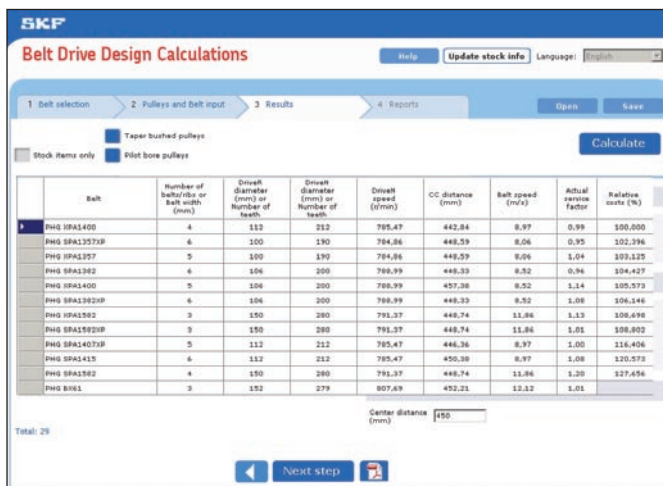 SKF
Belt Drive Design Calculations
Help Update stock info Language: English
1 Belt selection 2 Pulleys and Belt input 3 Results 4 Reports Open Save
Taper bushed pulleys
Stock items only Pilot bore pulleys Calculate
Belt Number of belts/ribs or Belt width (mm) DriveR diameter (mm) or Number of teeth DriveN diameter (mm) or Number of teeth DriveN speed (r/min) CC distance (mm) Belt speed (m/s) Actual service factor Relative costs (%)
PHG XPA1400 4 112 212 785,47 442,84 8,97 0,99 100,000
PHG SPA1357XP 6 100 190 784,86 448,59 8,06 0,95 102,396
PHG XPA1357 5 100 190 784,86 448,59 8,06 1,04 103,125
PHG SPA1382 6 106 200 788,99 448,33 8,52 0,96 104,427
PHG XPA1400 5 106 200 788,99 457,38 8,52 1,14 105,573
PHG SPA1382XP 6 106 200 788,99 448,33 8,52 1,08 106,146
PHG XPA1582 3 150 280 791,37 448,74 11,86 1,13 108,698
PHG SPA1582XP 3 150 280 791,37 448,74 11,86 1,01 108,802
PHG SPA1407XP 5 112 212 785,47 446,36 8,97 1,00 116,406
PHG SPA1415 6 112 212 785,47 450,38 8,97 1,08 120,573
PHG SPA1582 4 150 280 791,37 448,74 11,86 1,20 127,656
PHG BX61 3 152 279 807,69 452,21 12,12 1,01
Center distance (mm) 450
Total: 29
Next step